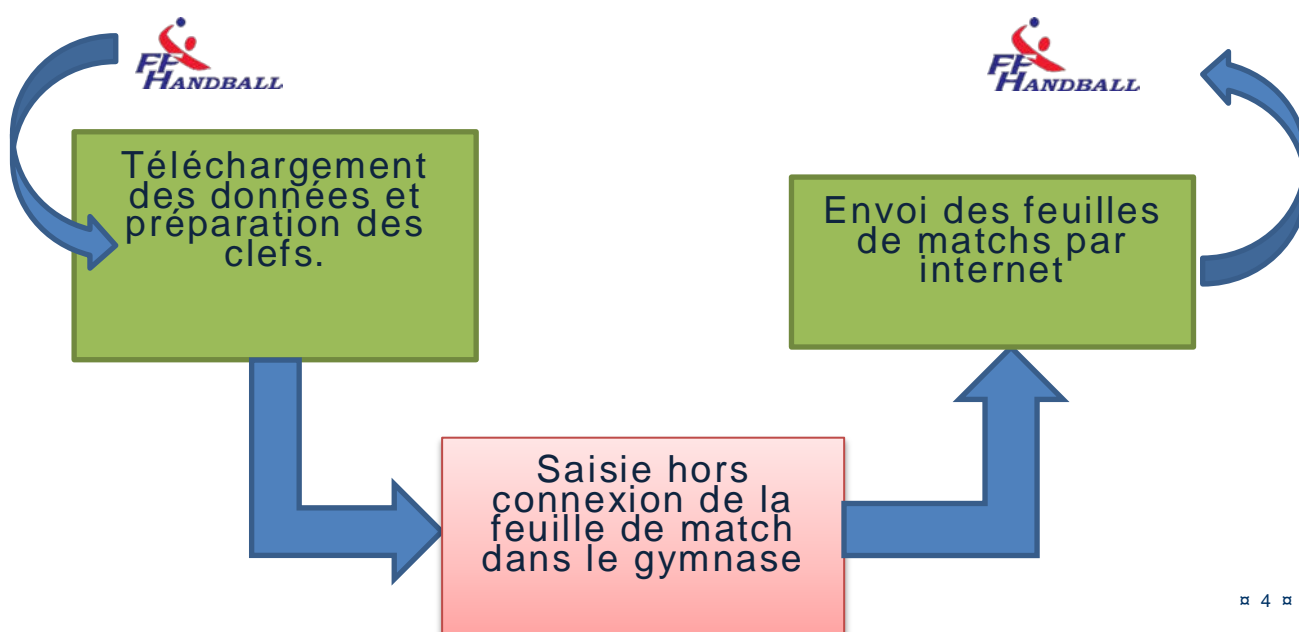 FF
HANDBALL
FF
HANDBALL
Téléchargement
des données et
préparation des
clefs.
Envoi des feuilles
de matchs par
internet
Saisie hors
connexion de la
feuille de match
dans le gymnase
¤ 4 ¤